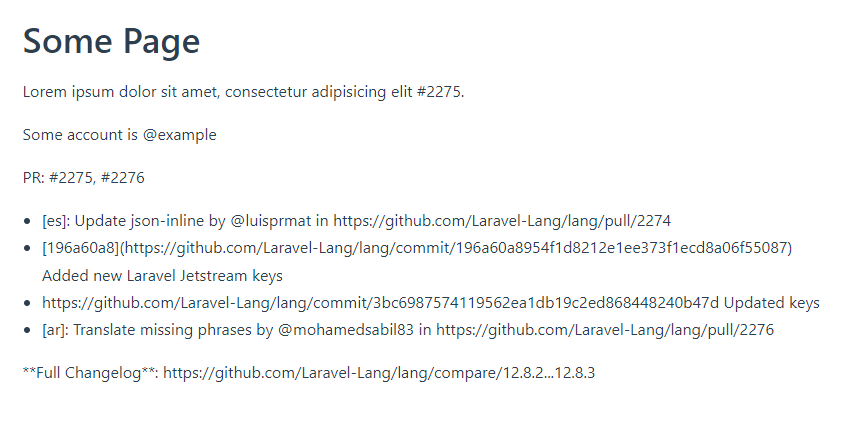 Some Page
Lorem ipsum dolor sit amet, consectetur adipisicing elit #2275.
Some account is @example
PR: #2275, #2276
[es]: Update json-inline by @luisprmat in https://github.com/Laravel-Lang/lang/pull/2274
[196a60a8](https://github.com/Laravel-Lang/lang/commit/196a60a8954f1d8212e1ee373f1ecd8a06f55087)
Added new Laravel Jetstream keys
https://github.com/Laravel-Lang/lang/commit/3bc6987574119562ea1db19c2ed868448240b47d Updated keys
[ar]: Translate missing phrases by @mohamedsabil83 in https://github.com/Laravel-Lang/lang/pull/2276
**Full Changelog**: https://github.com/Laravel-Lang/lang/compare/12.8.2...12.8.3